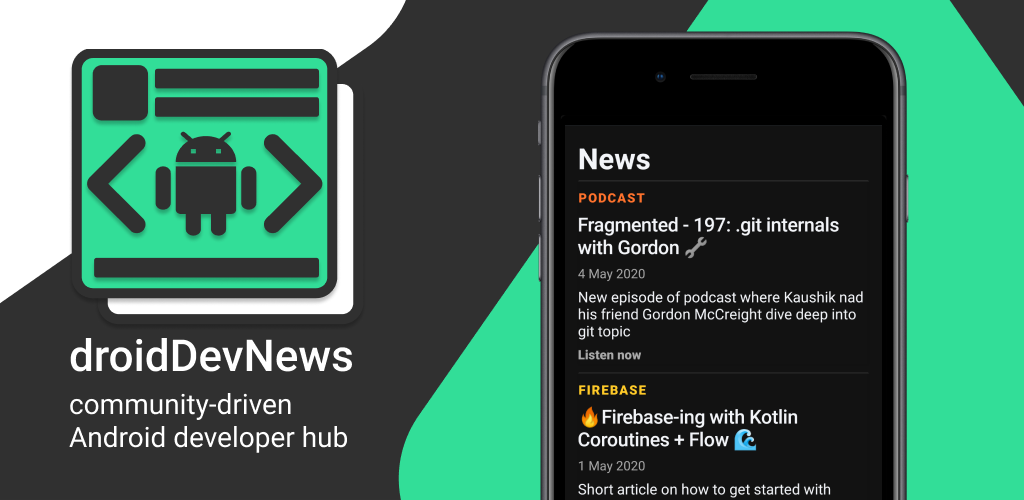 droidDevNews
community-driven
Android developer hub
News
PODCAST
Fragmented - 197: .git internals
with Gordon 🔧
4 May 2020
New episode of podcast where Kaushik nad
his friend Gordon McCreight dive deep into
git topic
Listen now
FIREBASE
🔥Firebase-ing with Kotlin
Coroutines + Flow 🌊
1 May 2020
Short article on how to get started with